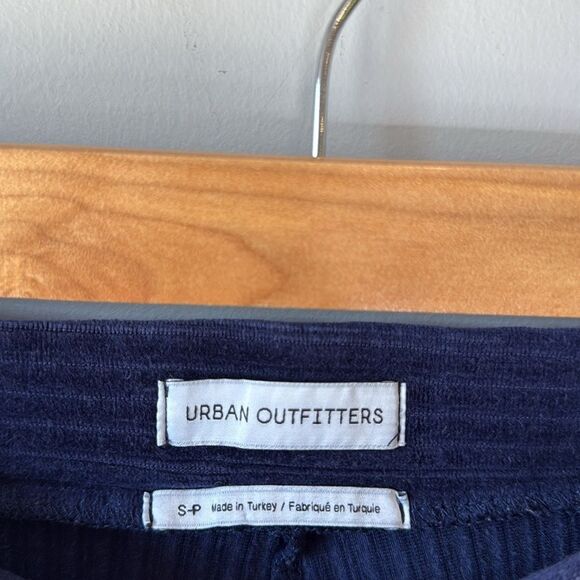 URBAN OUTFITTERS
S-P Made in Turkey / Fabriqué en Turquie